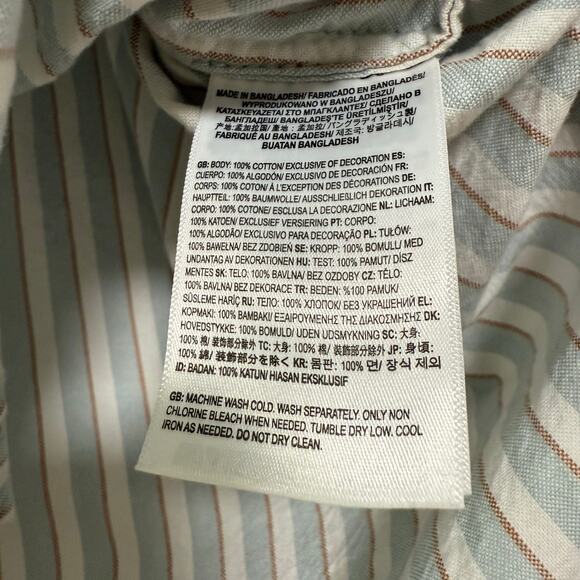 MADE IN BANGLADESH/ FABRICADO EN BANGLADÉS/
WYPRODUKOWANO W BANGLADESZU/
ΚΑΤΑΣΚΕΥΑΖΕΤΑΙ ΣΤΟ ΜΠΑΓΚΛΑΝΤΕΣ/ СДЕЛАНО В
БАНГЛАДЕШ/ BANGLADEŞ'TE ÜRETİLMİŞTİR/
产地:孟加拉国/ 產地: 孟加拉/ バングラディッシュ製/
FABRIQUÉ AU BANGLADESH/ 제조국: 방글라데시/
BUATAN BANGLADESH
GB: BODY: 100% COTTON/ EXCLUSIVE OF DECORATION ES:
CUERPO: 100% ALGODÓN/ EXCLUSIVO DE DECORACIÓN FR:
CORPS: 100% COTON/ À L'EXCEPTION DES DÉCORATIONS DE:
HAUPTTEIL: 100% BAUMWOLLE/ AUSSCHLIEßLICH DEKORATION IT:
CORPO: 100% COTONE/ ESCLUSA LA DECORAZIONE NL: LICHAAM:
100% KATOEN/ EXCLUSIEF VERSIERING PT: CORPO:
100% ALGODÃO/ EXCLUSIVO PARA DECORAÇÃO PL: TUŁÓW:
100% BAWEŁNA/ BEZ ZDOBIEŃ SE: KROPP: 100% BOMULL/ MED
UNDANTAG AV DEKORATIONEN HU: TEST: 100% PAMUT/ DÍSZ
MENTES SK: TELO: 100% BAVLNA/ BEZ OZDOBY CZ: TĚLO:
100% BAVLNA/ BEZ DEKORACE TR: BEDEN: %100 PAMUK/
SÜSLEME HARİÇ RU: ТЕЛО: 100% ХЛОПОК/ БЕЗ УКРАШЕНИЙ EL:
ΚΟΡΜΑΚΙ: 100% ΒΑΜΒΑΚΙ/ ΕΞΑΙΡΟΥΜΕΝΗΣ ΤΗΣ ΔΙΑΚΟΣΜΗΣΗΣ DK:
HOVEDSTYKKE: 100% BOMULD/ UDEN UDSMYKNING SC: 大身:
100% 棉/ 装饰部分除外 TC: 大身: 100% 棉/ 裝飾部分除外 JP: 身頃:
100% 綿/ 装飾部分を除く KR: 몸판: 100% 면/ 장식 제외
ID: BADAN: 100% KATUN/ HIASAN EKSKLUSIF
GB: MACHINE WASH COLD. WASH SEPARATELY. ONLY NON
CHLORINE BLEACH WHEN NEEDED. TUMBLE DRY LOW. COOL
IRON AS NEEDED. DO NOT DRY CLEAN.